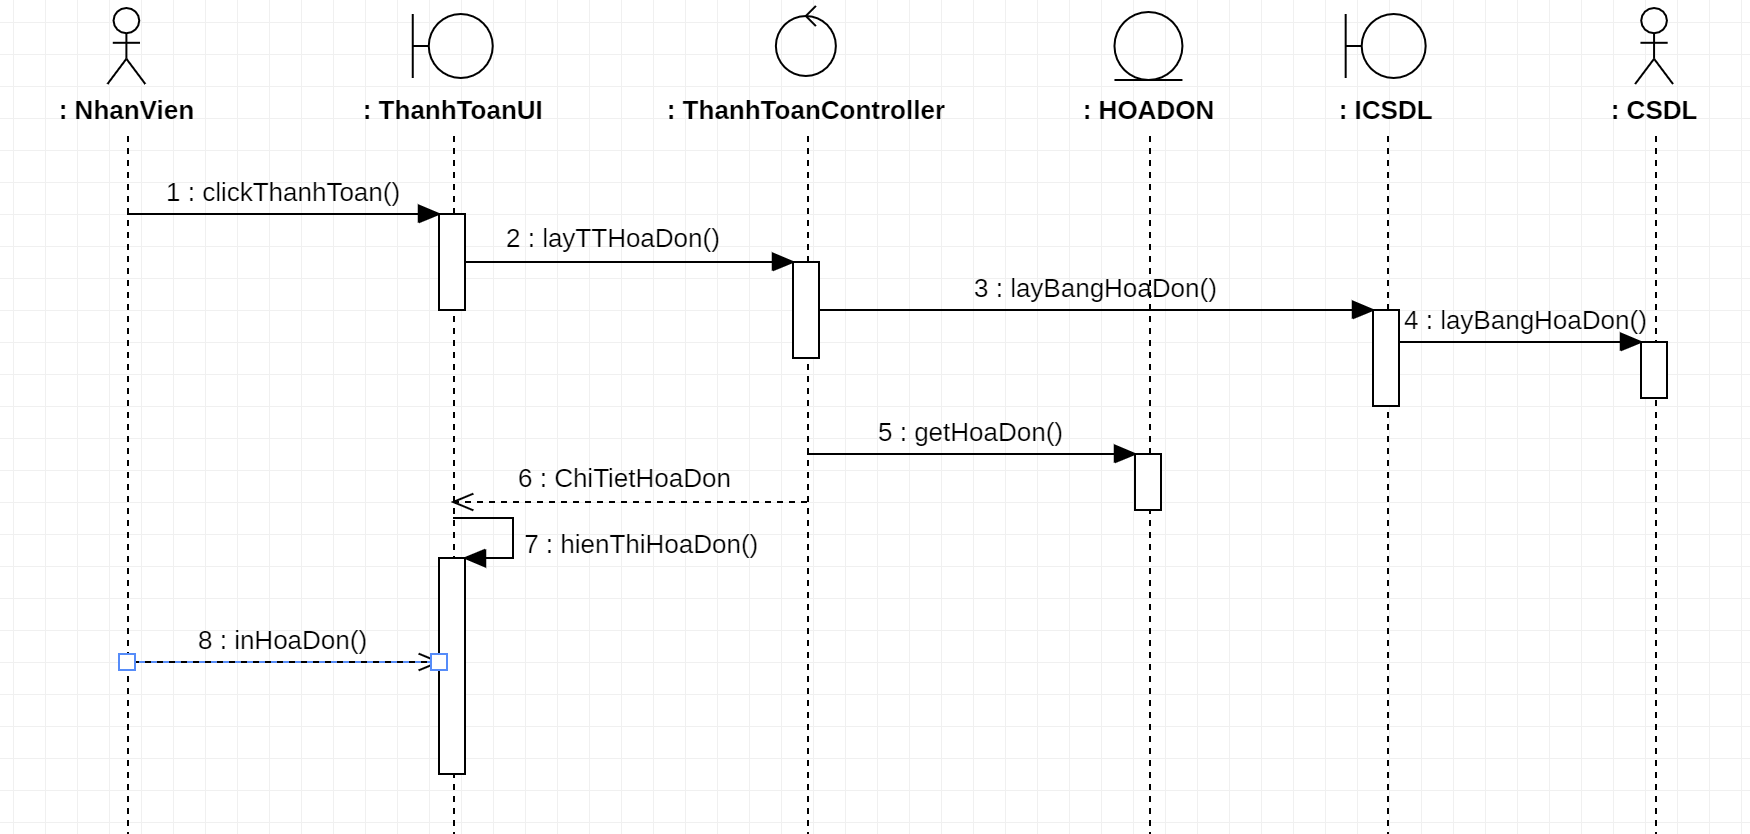 : NhanVien
: ThanhToanUI
: ThanhToanController
: HOADON
: ICSDL
: CSDL
1 : clickThanhToan()
2 : layTTHoaDon()
3 : layBangHoaDon()
4 : layBangHoaDon()
5 : getHoaDon()
6 : ChiTietHoaDon
7 : hienThiHoaDon()
8 : inHoaDon()